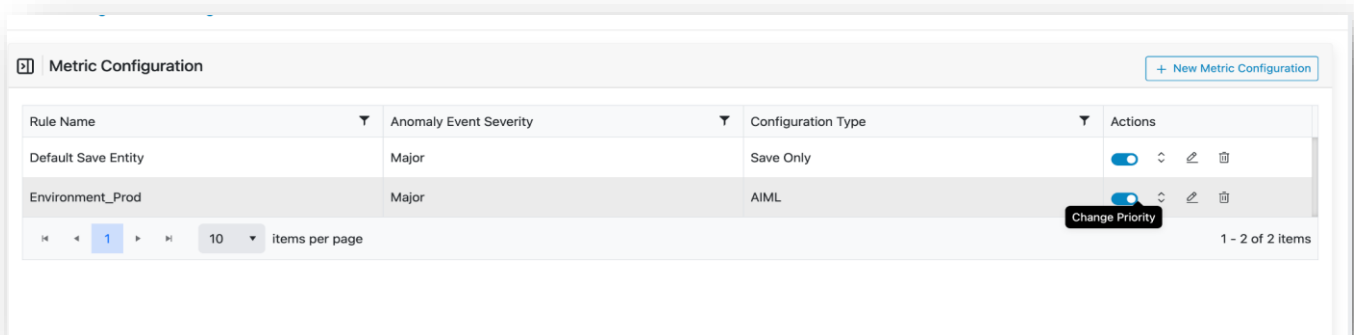 Metric Configuration
+ New Metric Configuration
Rule Name Anomaly Event Severity Configuration Type Actions
Default Save Entity Major Save Only
Environment_Prod Major AIML
Change Priority
1 10 items per page 1 - 2 of 2 items